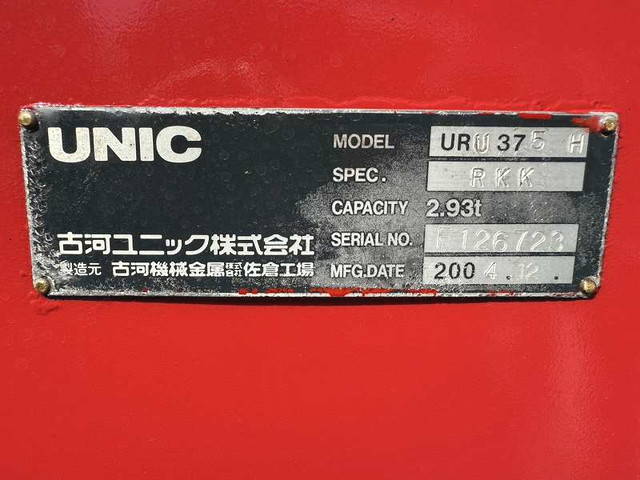 UNIC
MODEL URU375H
SPEC. RKK
CAPACITY 2.93t
古河ユニック株式会社
SERIAL NO. F126723
製造元 古河機械金属株式会社佐倉工場
MFG.DATE 2004.12.